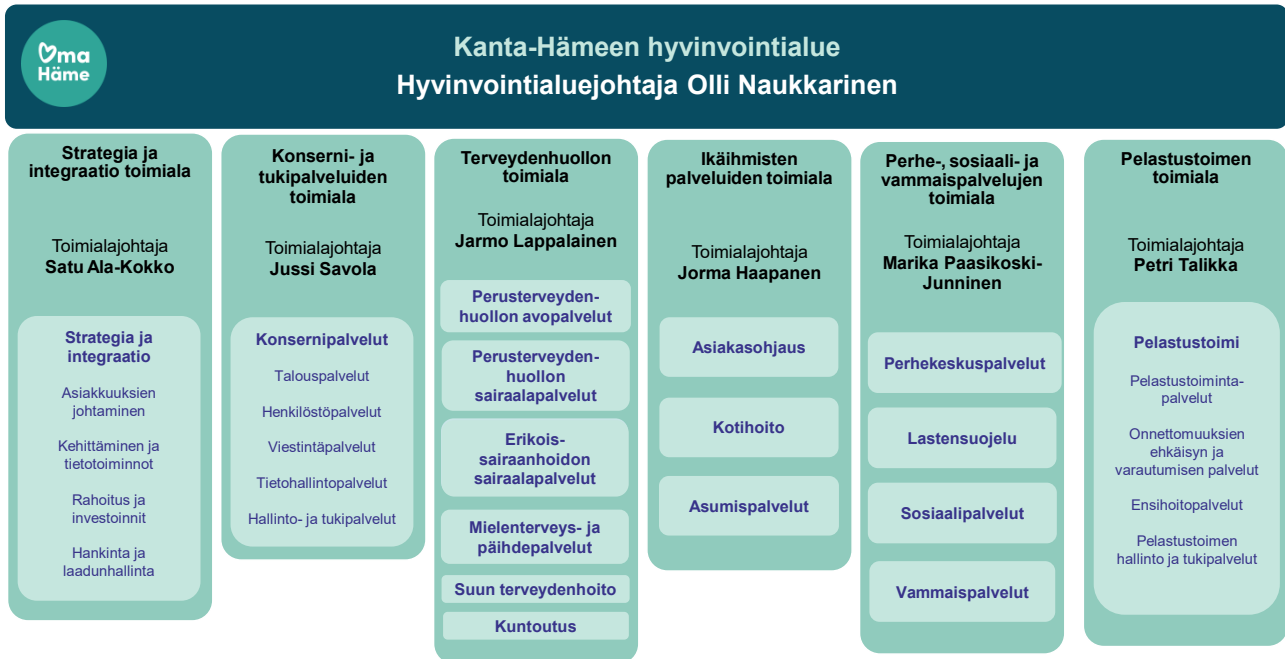 Oma
Häme
Kanta-Hämeen hyvinvointialue
Hyvinvointialuejohtaja Olli Naukkarinen
Strategia ja
integraatio toimiala
Toimialajohtaja
Satu Ala-Kokko
Strategia ja
integraatio
Asiakkuuksien
johtaminen
Kehittäminen ja
tietotoiminnot
Rahoitus ja
investoinnit
Hankinta ja
laadunhallinta
Konserni- ja
tukipalveluiden
toimiala
Toimialajohtaja
Jussi Savola
Konsernipalvelut
Talouspalvelut
Henkilöstöpalvelut
Viestintäpalvelut
Tietohallintopalvelut
Hallinto- ja tukipalvelut
Terveydenhuollon
toimiala
Toimialajohtaja
Jarmo Lappalainen
Perusterveyden-
huollon avopalvelut
Perusterveyden-
huollon
sairaalapalvelut
Erikois-
sairaanhoidon
sairaalapalvelut
Mielenterveys- ja
päihdepalvelut
Suun terveydenhoito
Kuntoutus
Ikäihmisten
palveluiden toimiala
Toimialajohtaja
Jorma Haapanen
Asiakasohjaus
Kotihoito
Asumispalvelut
Perhe-, sosiaali- ja
vammaispalvelujen
toimiala
Toimialajohtaja
Marika Paasikoski-
Junninen
Perhekeskuspalvelut
Lastensuojelu
Sosiaalipalvelut
Vammaispalvelut
Pelastustoimen
toimiala
Toimialajohtaja
Petri Talikka
Pelastustoimi
Pelastustoiminta-
palvelut
Onnettomuuksien
ehkäisyn ja
varautumisen palvelut
Ensihoitopalvelut
Pelastustoimen
hallinto ja tukipalvelut